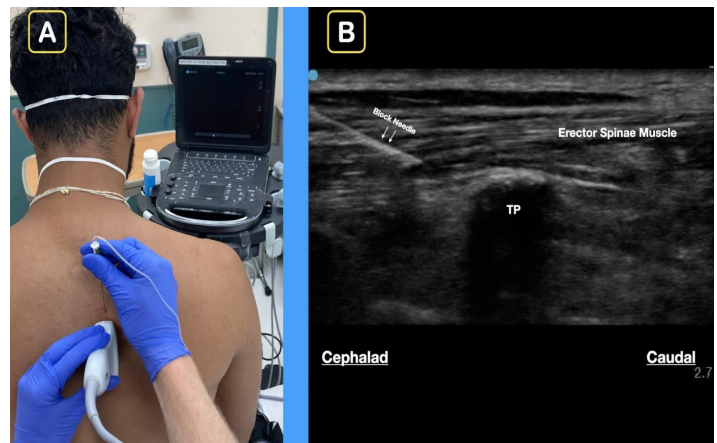 A
B
Block Needle
Erector Spinae Muscle
TP
Cephalad
Caudal
2.7